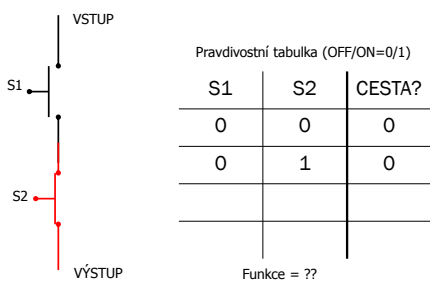 VSTUP
S1
S2
VÝSTUP
Pravdivostní tabulka (OFF/ON=0/1)
S1 S2 CESTA?
0 0 0
0 1 0
Funkce = ??